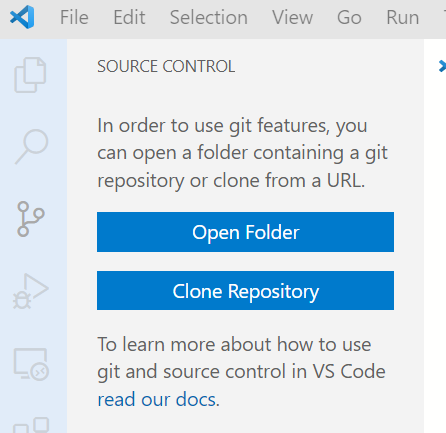 File Edit Selection View Go Run
SOURCE CONTROL
In order to use git features, you
can open a folder containing a git
repository or clone from a URL.
Open Folder
Clone Repository
To learn more about how to use
git and source control in VS Code
read our docs.